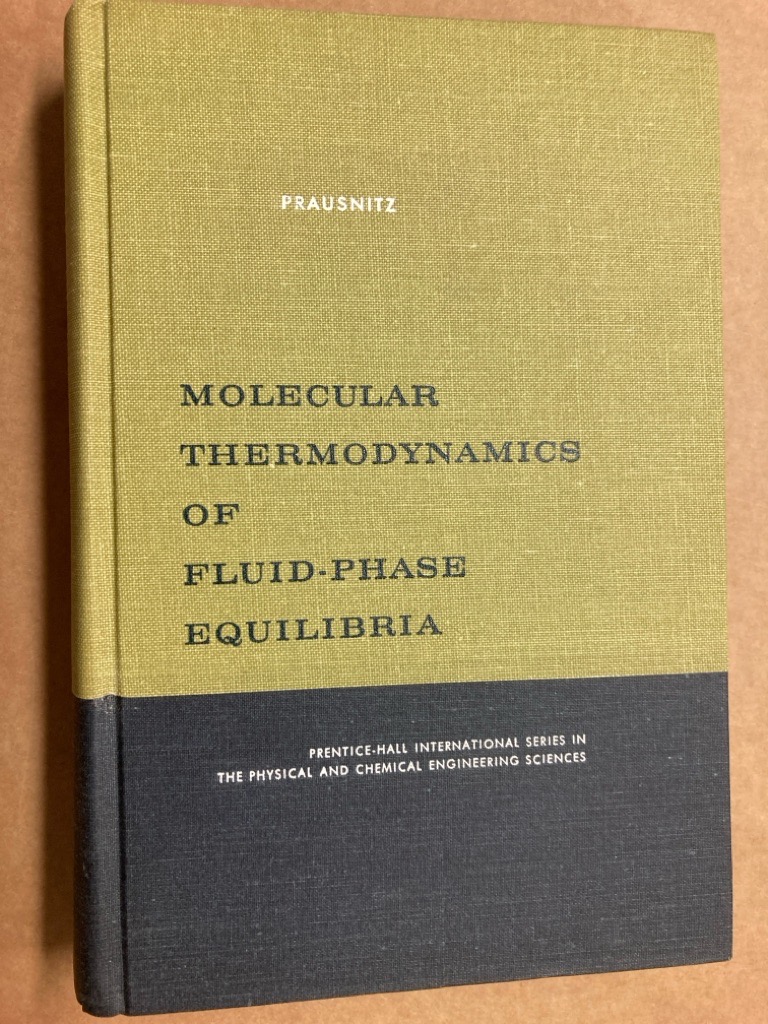 PRAUSNITZ
MOLECULAR
THERMODYNAMICS
OF
FLUID-PHASE
EQUILIBRIA
PRENTICE-HALL INTERNATIONAL SERIES IN
THE PHYSICAL AND CHEMICAL ENGINEERING SCIENCES